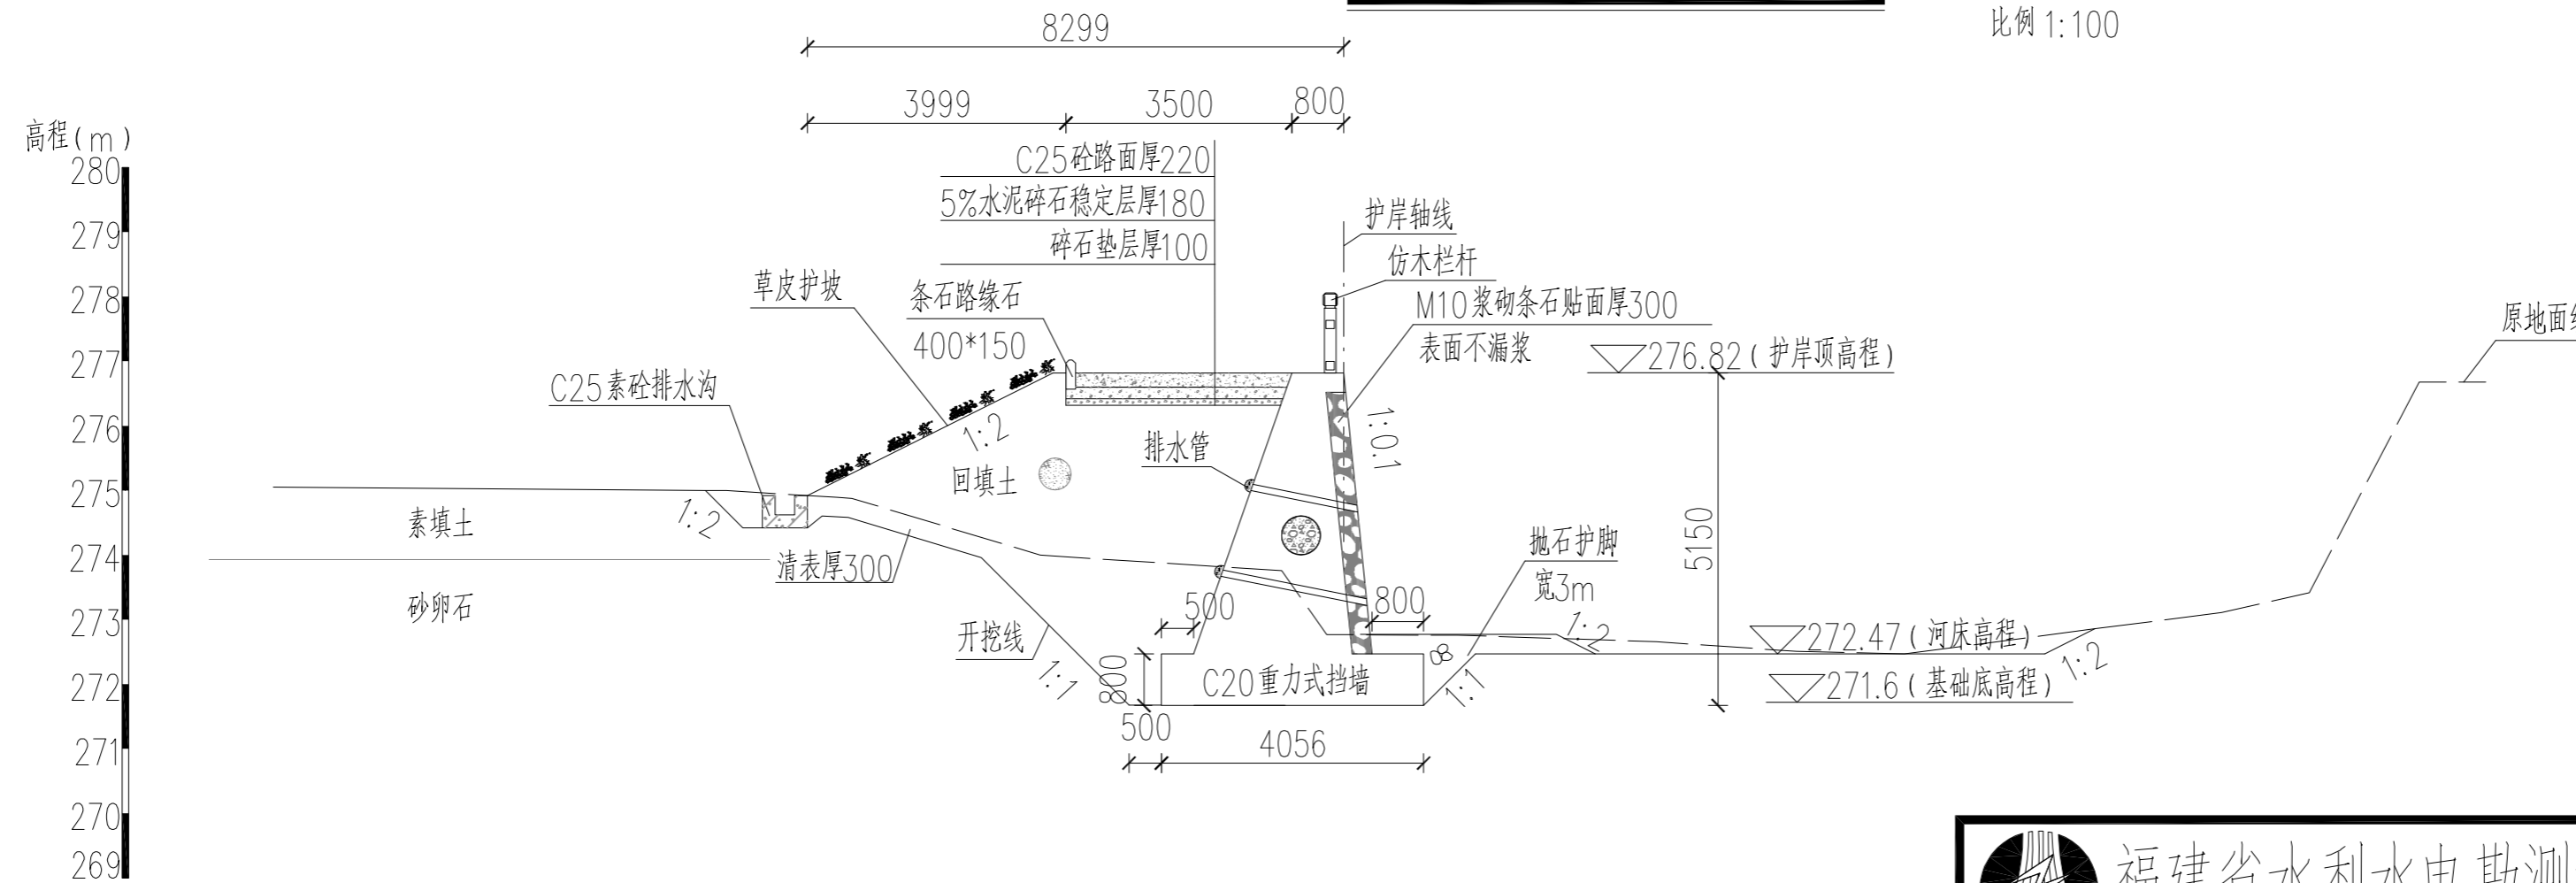 比例 1:100
8299
3999
3500
800
高程(m)
280
279
278
277
276
275
274
273
272
271
270
269
C25砼路面厚220
5%水泥碎石稳定层厚180
碎石垫层厚100
护岸轴线
仿木栏杆
M10浆砌条石贴面厚300
表面不漏浆
草皮护坡
条石路缘石
400*150
276.82(护岸顶高程)
原地面
C25素砼排水沟
1:2
1:0.1
排水管
回填土
素填土
1:2
清表厚300
砂卵石
抛石护脚
宽3m
5150
500
800
开挖线
1:1
800
C20重力式挡墙
1:1
1:2
272.47(河床高程)
271.6(基础底高程)
1:2
500
4056
福建省水利水电勘测